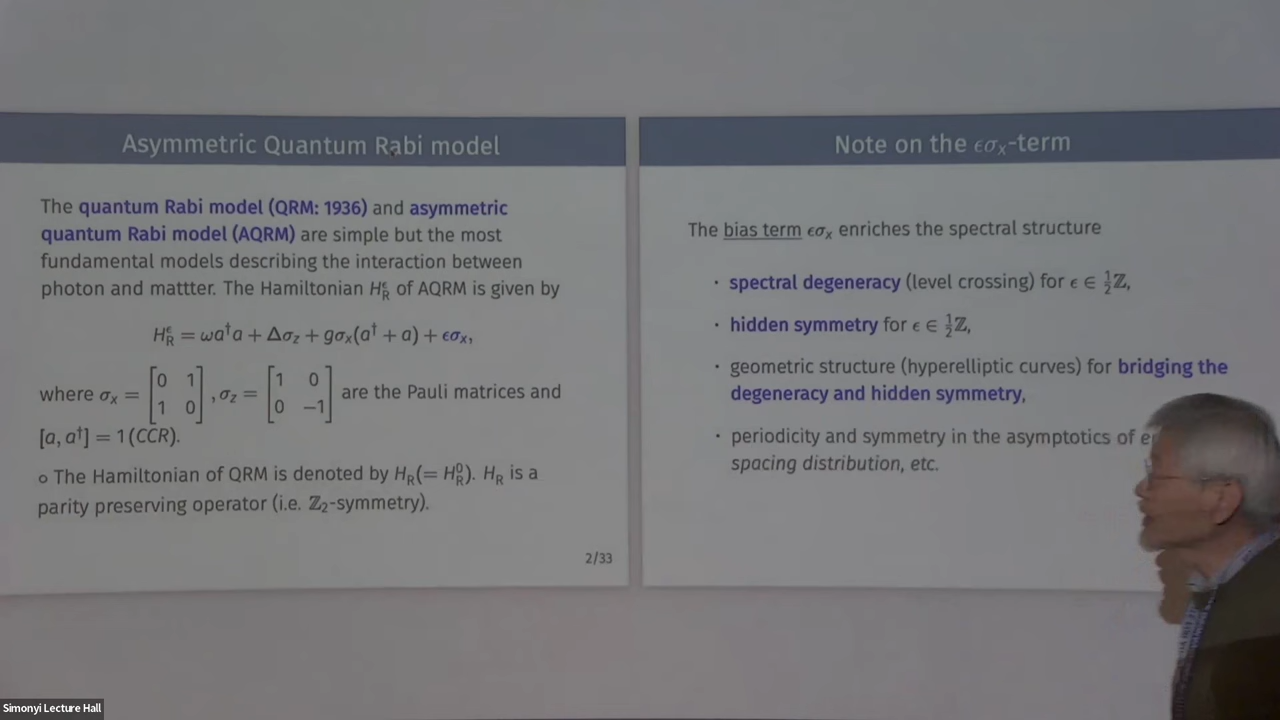 Asymmetric Quantum Rabi model
The quantum Rabi model (QRM: 1936) and asymmetric
quantum Rabi model (AQRM) are simple but the most
fundamental models describing the interaction between
photon and mattter. The Hamiltonian H_R^ϵ of AQRM is given by
H_R^ϵ = ωa†a + Δσ_z + gσ_x(a† + a) + ϵσ_x,
where σ_x = [0 1; 1 0], σ_z = [1 0; 0 −1] are the Pauli matrices and
[a, a†] = 1 (CCR).
○ The Hamiltonian of QRM is denoted by H_R(= H_R^0). H_R is a
parity preserving operator (i.e. ℤ_2-symmetry).
2/33
Note on the ϵσ_x-term
The bias term ϵσ_x enriches the spectral structure
· spectral degeneracy (level crossing) for ϵ ∈ ½ℤ,
· hidden symmetry for ϵ ∈ ½ℤ,
· geometric structure (hyperelliptic curves) for bridging the
degeneracy and hidden symmetry,
· periodicity and symmetry in the asymptotics of
spacing distribution, etc.
Simonyi Lecture Hall